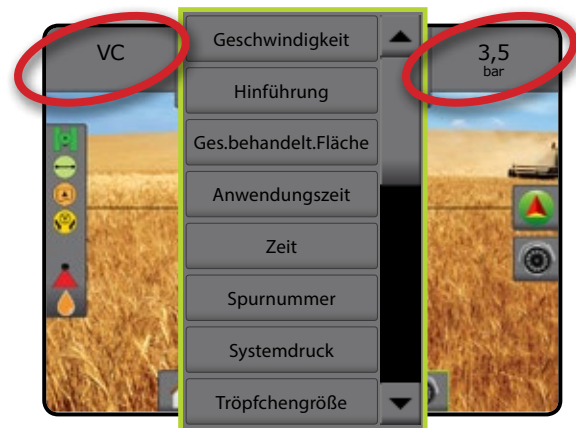 VC
Geschwindigkeit
Hinführung
Ges.behandelt.Fläche
Anwendungszeit
Zeit
Spurnummer
Systemdruck
Tröpfchengröße
3,5
bar